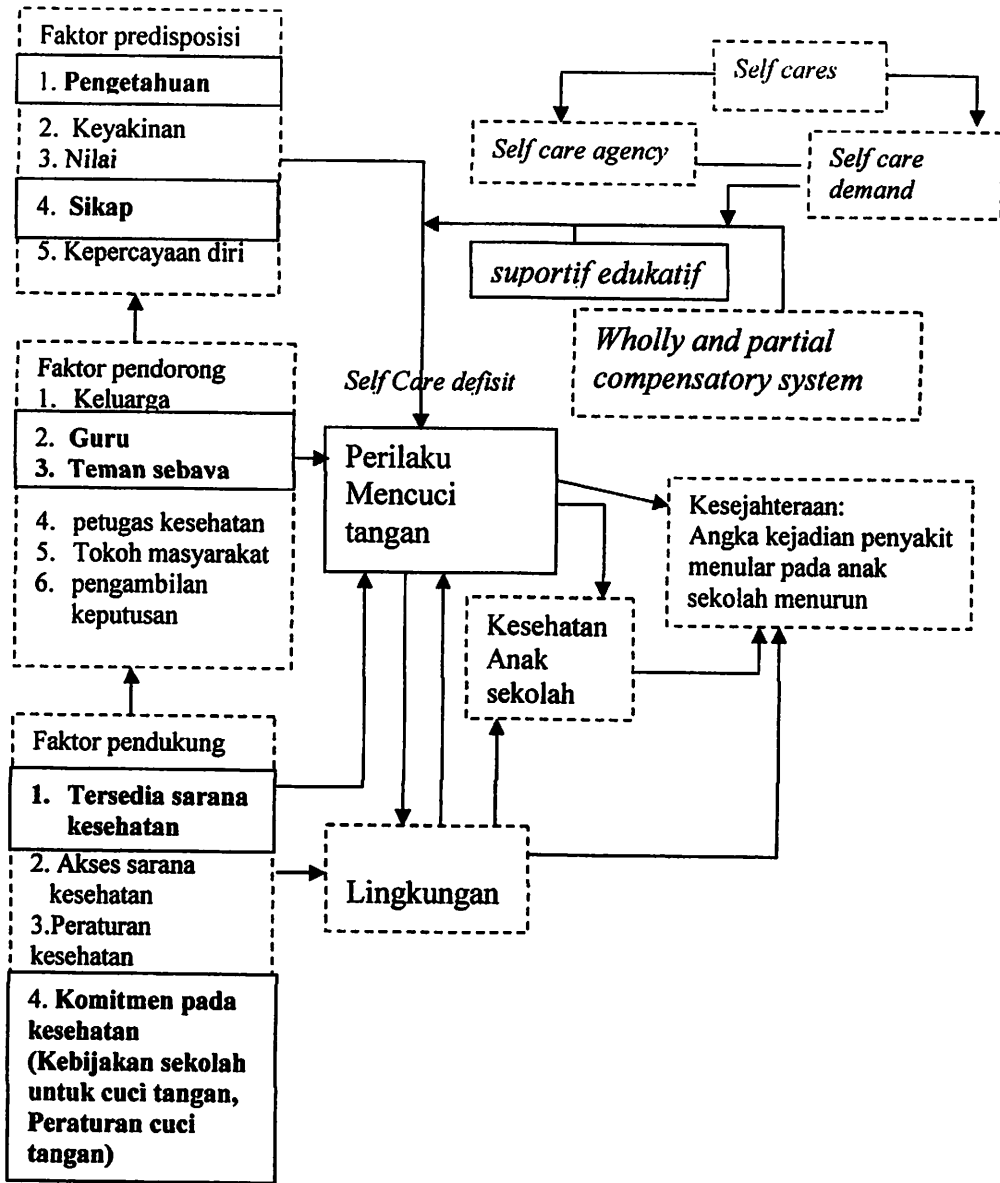 Faktor predisposisi
1. Pengetahuan
2. Keyakinan
3. Nilai
4. Sikap
5. Kepercayaan diri
Self cares
Self care agency
Self care
demand
suportif edukatif
Wholly and partial
compensatory system
Faktor pendorong
1. Keluarga
2. Guru
3. Teman sebava
4. petugas kesehatan
5. Tokoh masyarakat
6. pengambilan
keputusan
Self Care defisit
Perilaku
Mencuci
tangan
Kesejahteraan:
Angka kejadian penyakit
menular pada anak
sekolah menurun
Kesehatan
Anak
sekolah
Faktor pendukung
1. Tersedia sarana
kesehatan
2. Akses sarana
kesehatan
3.Peraturan
kesehatan
4. Komitmen pada
kesehatan
(Kebijakan sekolah
untuk cuci tangan,
Peraturan cuci
tangan)
Lingkungan